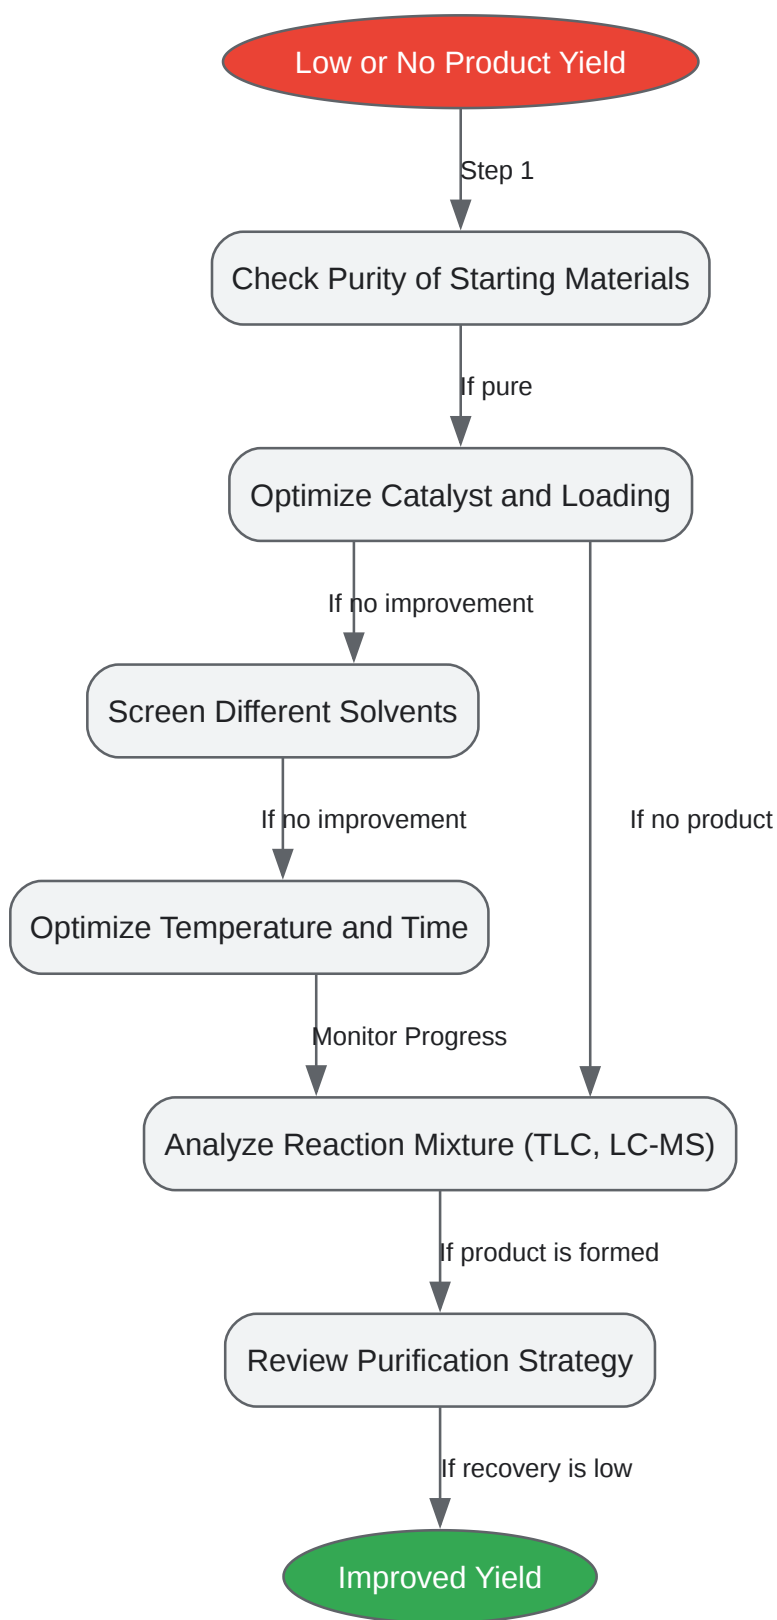 Low or No Product Yield
Step 1
Check Purity of Starting Materials
If pure
Optimize Catalyst and Loading
If no improvement
Screen Different Solvents
If no improvement
If no product
Optimize Temperature and Time
Monitor Progress
Analyze Reaction Mixture (TLC, LC-MS)
If product is formed
Review Purification Strategy
If recovery is low
Improved Yield